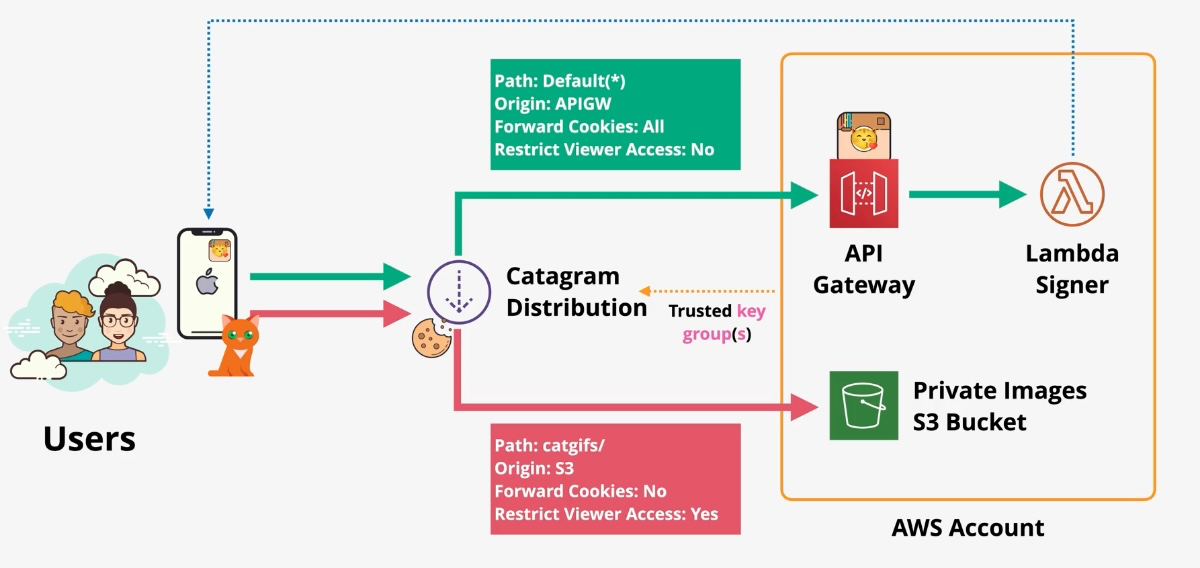 Path: Default(*)
Origin: APIGW
Forward Cookies: All
Restrict Viewer Access: No
API
Gateway
Lambda
Signer
Catagram
Distribution
Trusted key
group(s)
Users
Private Images
S3 Bucket
Path: catgifs/
Origin: S3
Forward Cookies: No
Restrict Viewer Access: Yes
AWS Account